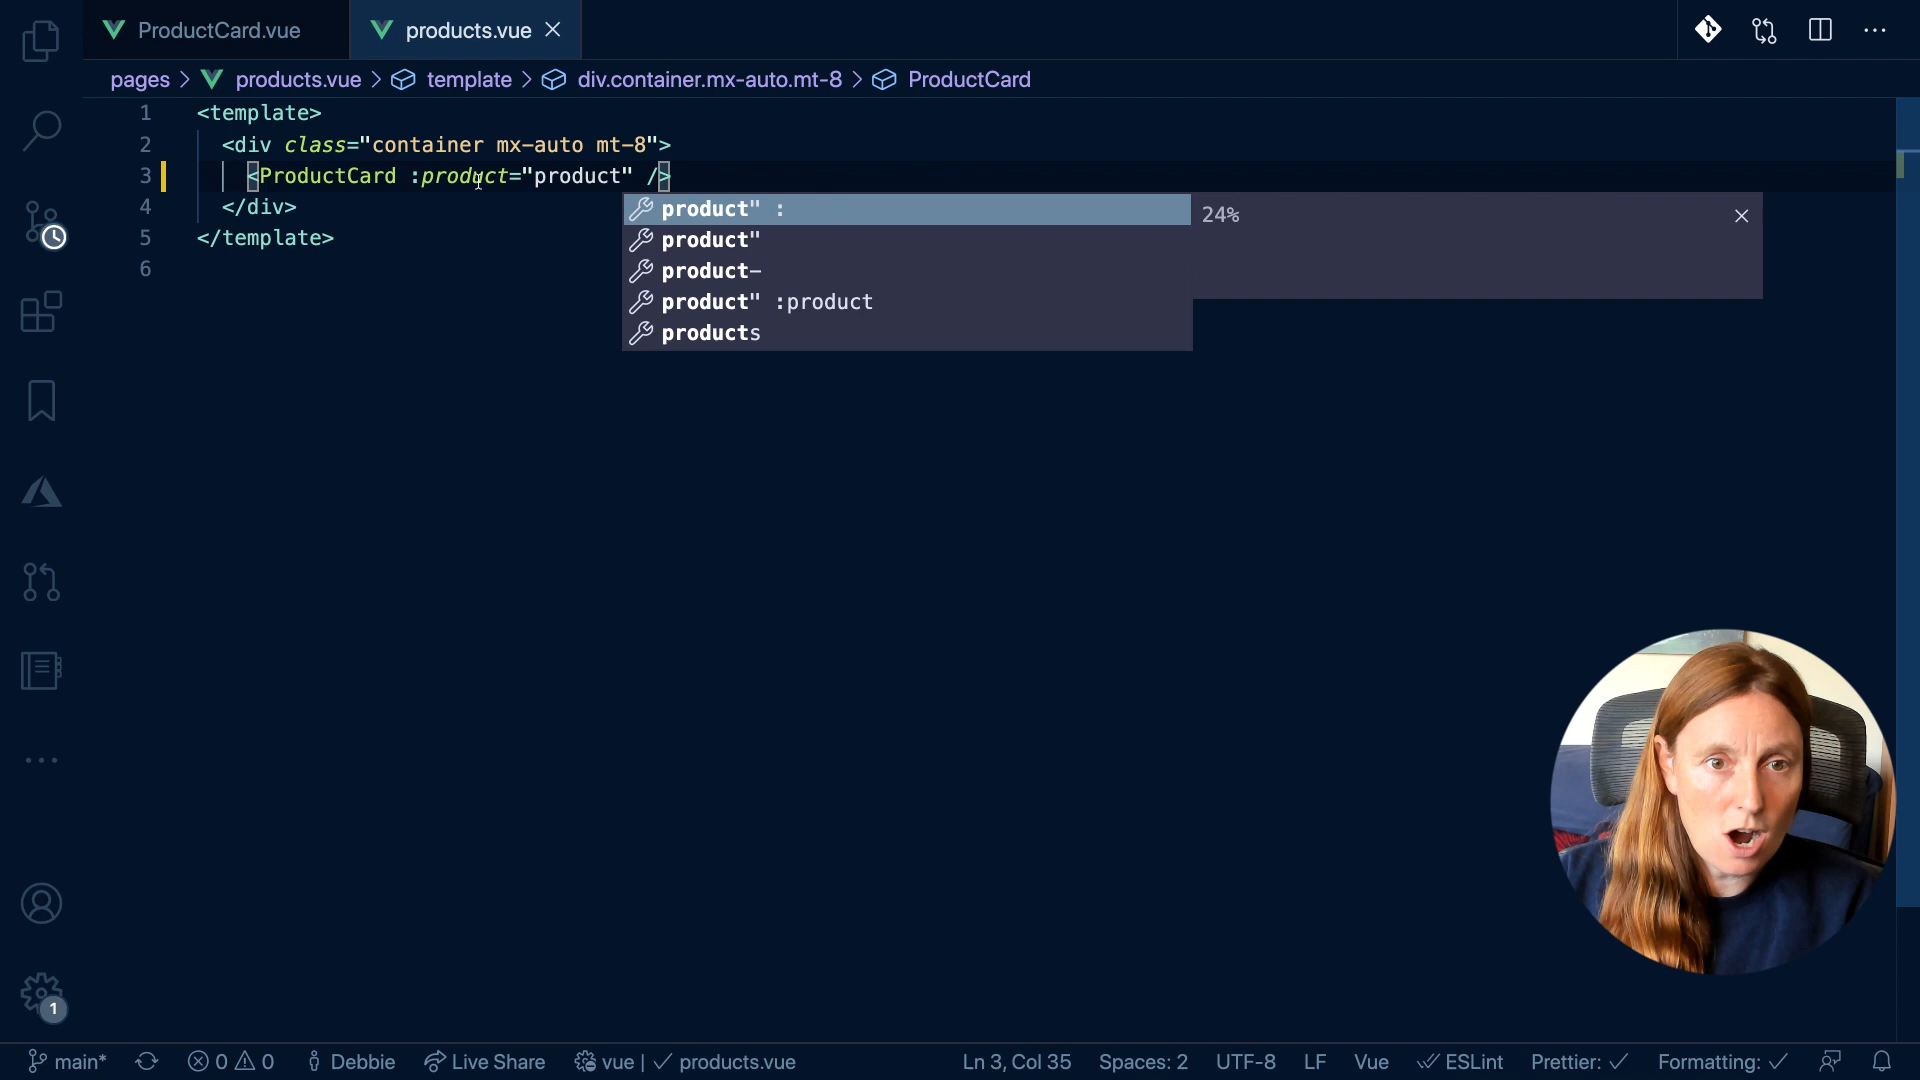 ProductCard.vue
products.vue
pages > products.vue > template > div.container.mx-auto.mt-8 > ProductCard
1 <template>
2 <div class="container mx-auto mt-8">
3 <ProductCard :product="product" />
4 </div>
5 </template>
6
product" :
24%
product"
product-
product" :product
products
1
main*
0
0
Debbie
Live Share
vue | ✓ products.vue
Ln 3, Col 35
Spaces: 2
UTF-8
LF
Vue
ESLint
Prettier: ✓
Formatting: ✓